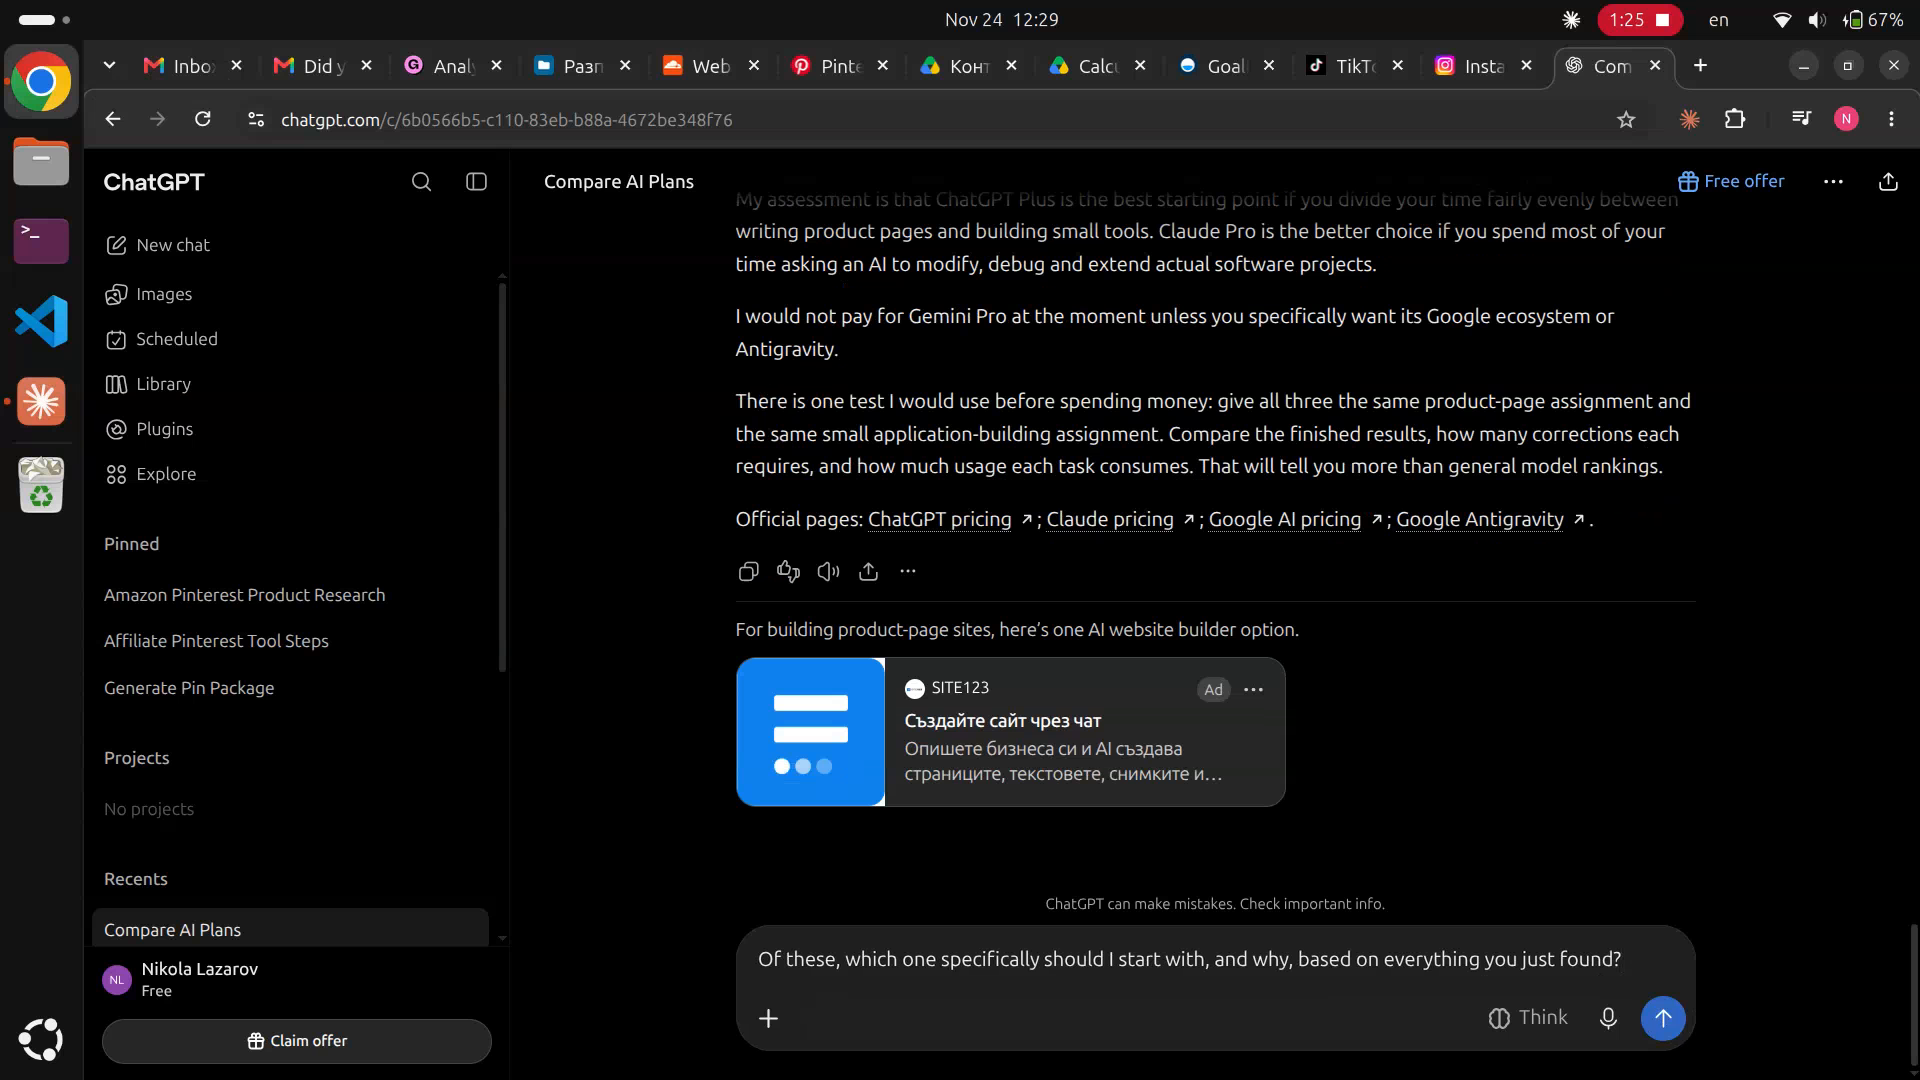 Nov 24 12:29
1:25
en
67%
Inbo
Did y
Anal
Разп
Web
Pinte
Конт
Calcu
Goal
TikTo
Insta
Com
chatgpt.com/c/6b0566b5-c110-83eb-b88a-4672be348f76
N
ChatGPT
Compare AI Plans
Free offer
New chat
Images
Scheduled
Library
Plugins
Explore
Pinned
Amazon Pinterest Product Research
Affiliate Pinterest Tool Steps
Generate Pin Package
Projects
No projects
Recents
Compare AI Plans
NL
Nikola Lazarov
Free
Claim offer
My assessment is that ChatGPT Plus is the best starting point if you divide your time fairly evenly between
writing product pages and building small tools. Claude Pro is the better choice if you spend most of your
time asking an AI to modify, debug and extend actual software projects.
I would not pay for Gemini Pro at the moment unless you specifically want its Google ecosystem or
Antigravity.
There is one test I would use before spending money: give all three the same product-page assignment and
the same small application-building assignment. Compare the finished results, how many corrections each
requires, and how much usage each task consumes. That will tell you more than general model rankings.
Official pages: ChatGPT pricing ↗ ; Claude pricing ↗ ; Google AI pricing ↗ ; Google Antigravity ↗ .
For building product-page sites, here's one AI website builder option.
SITE123
Ad
Създайте сайт чрез чат
Опишете бизнеса си и AI създава
страниците, текстовете, снимките и…
ChatGPT can make mistakes. Check important info.
Of these, which one specifically should I start with, and why, based on everything you just found?
Think